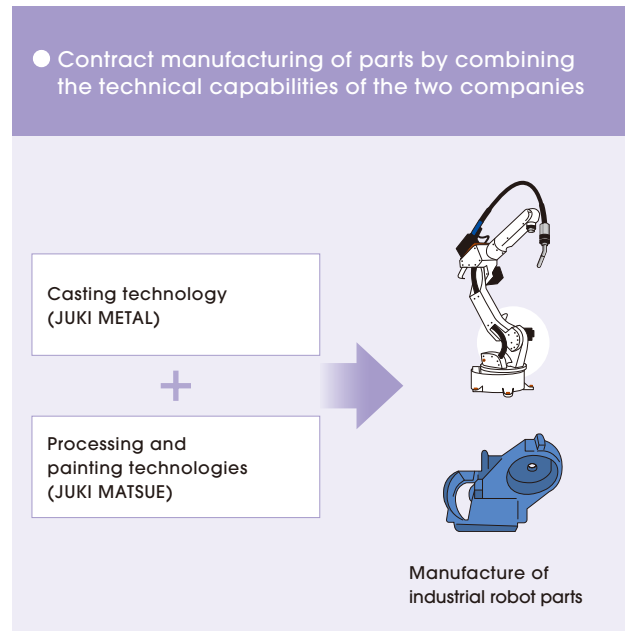 ● Contract manufacturing of parts by combining
the technical capabilities of the two companies
Casting technology
(JUKI METAL)
+
Processing and
painting technologies
(JUKI MATSUE)
Manufacture of
industrial robot parts